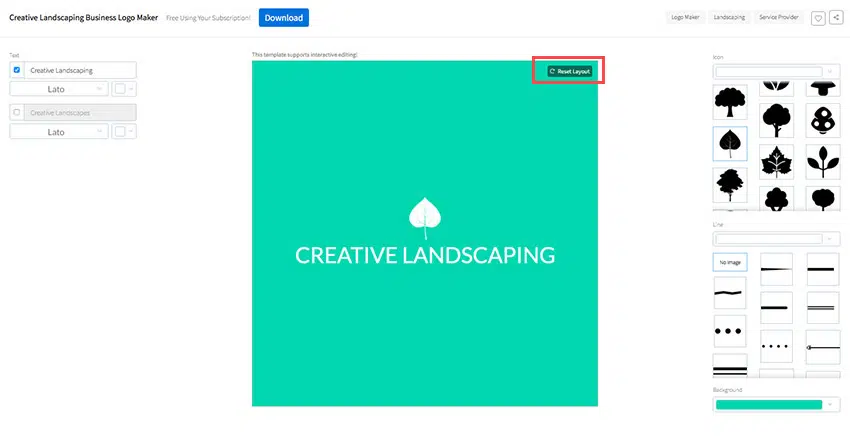 Creative Landscaping Business Logo Maker
Free Using Your Subscription!
Download
Logo Maker
Landscaping
Service Provider
Text
Creative Landscaping
Lato
Creative Landscapes
Lato
This template supports interactive editing!
Reset Layout
CREATIVE LANDSCAPING
Icon
Line
No Image
Background